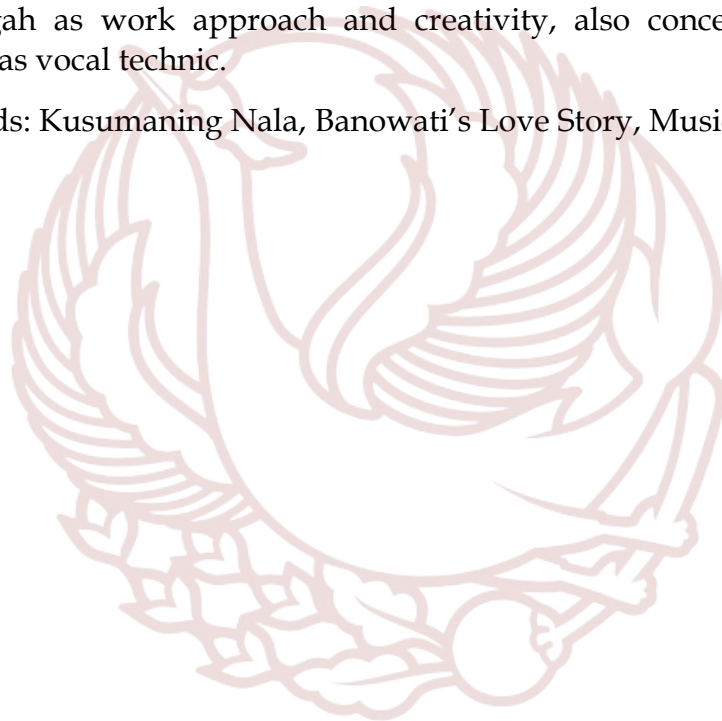 gah as work approach and creativity, also conce
as vocal technic.
ds: Kusumaning Nala, Banowati's Love Story, Musi